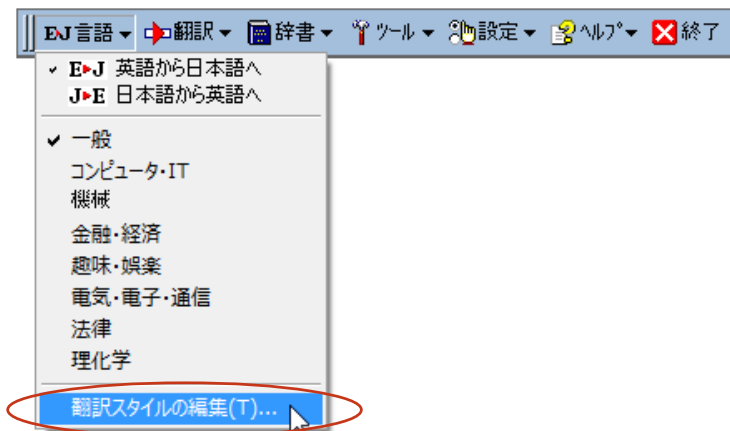 EJ言語 翻訳 辞書 ツール 設定 ヘルプ 終了
E J 英語から日本語へ
J E 日本語から英語へ
一般
コンピュータ・IT
機械
金融・経済
趣味・娯楽
電気・電子・通信
法律
理化学
翻訳スタイルの編集(T)...